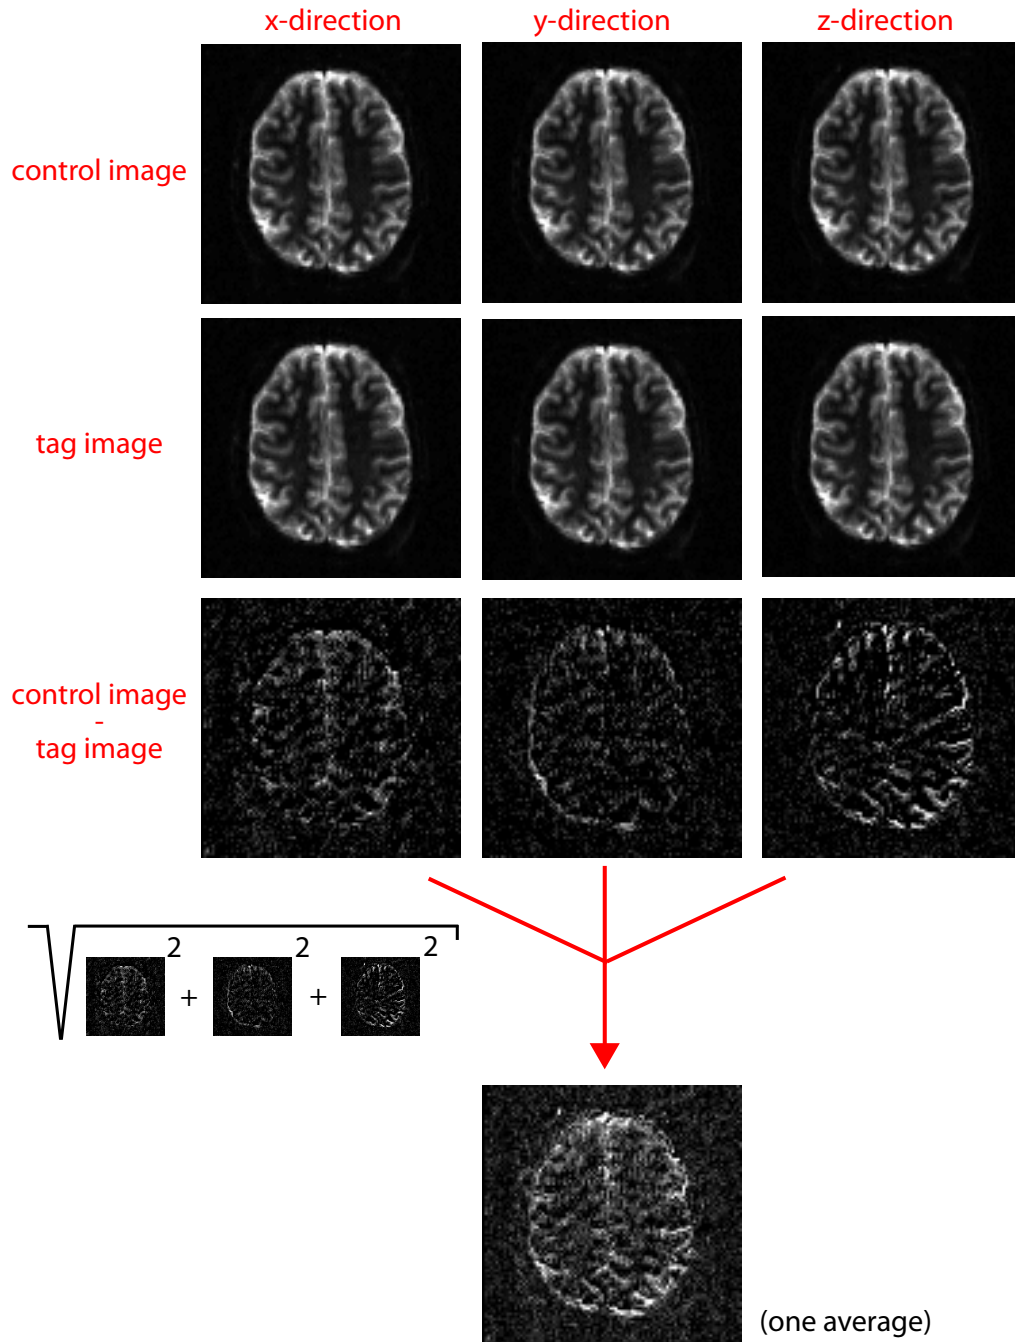 x-direction y-direction z-direction
control image
tag image
control image
-
tag image
2 2 2
+ +
(one average)